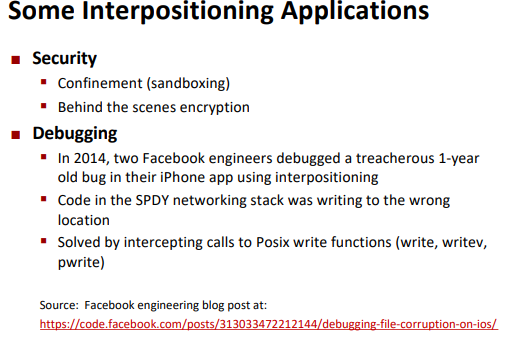 Some Interpositioning Applications
Security
Confinement (sandboxing)
Behind the scenes encryption
Debugging
In 2014, two Facebook engineers debugged a treacherous 1-year
old bug in their iPhone app using interpositioning
Code in the SPDY networking stack was writing to the wrong
location
Solved by intercepting calls to Posix write functions (write, writev,
pwrite)
Source: Facebook engineering blog post at:
https://code.facebook.com/posts/313033472212144/debugging-file-corruption-on-ios/